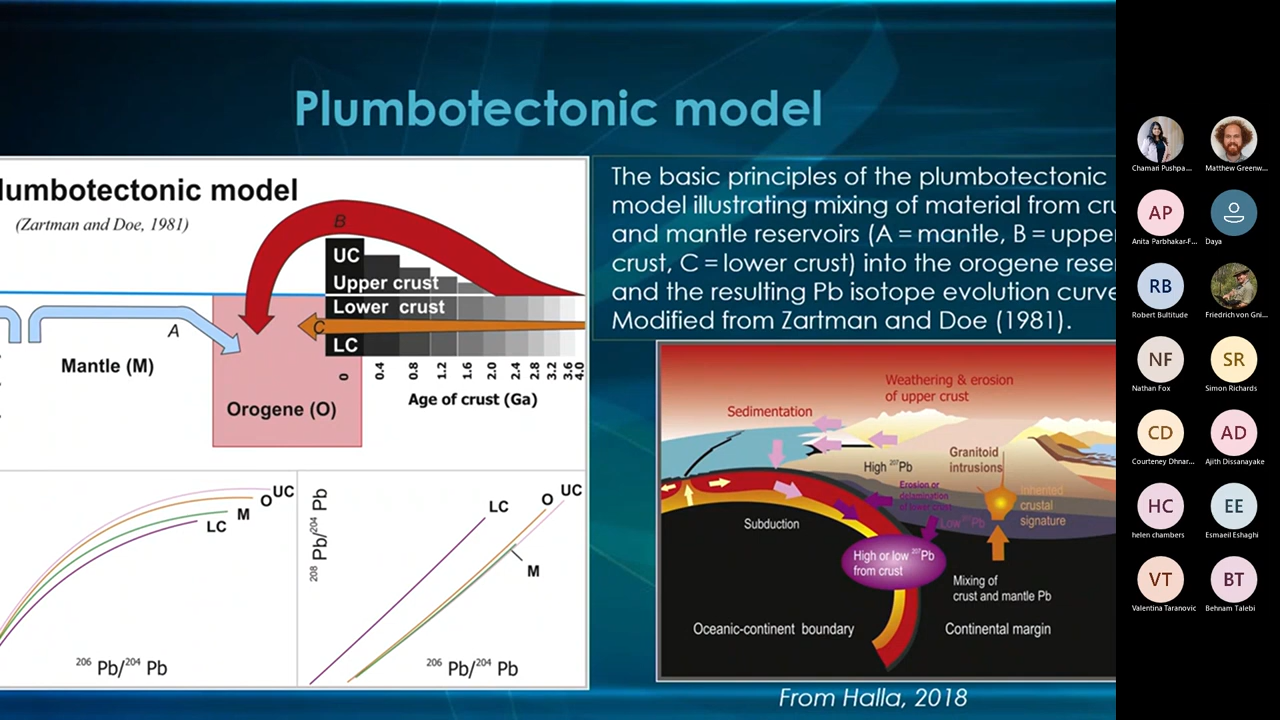 Plumbotectonic model
lumbotectonic model
(Zartman and Doe, 1981)
B
UC
Upper crust
Lower crust
A
C
LC
Mantle (M)
0
0.4
0.8
1.2
1.6
2.0
2.4
2.8
3.2
3.6
4.0
Orogene (O)
Age of crust (Ga)
UC
O
M
LC
206 Pb/204 Pb
208 Pb/204 Pb
LC
O
UC
M
206 Pb/204 Pb
The basic principles of the plumbotectonic
model illustrating mixing of material from cru
and mantle reservoirs (A = mantle, B = upper
crust, C = lower crust) into the orogene rese
and the resulting Pb isotope evolution curve
Modified from Zartman and Doe (1981).
Weathering & erosion
of upper crust
Sedimentation
Granitoid
intrusions
High 207Pb
Erosion or
delamination
of lower crust
Inherited
crustal
signature
Low 207Pb
Subduction
High or low 207Pb
from crust
Mixing of
crust and mantle Pb
Oceanic-continent boundary
Continental margin
From Halla, 2018
Chamari Pushpa...
Matthew Greenw...
AP
Anita Parbhakar-F...
Daya
RB
Robert Bultitude
Friedrich von Gni...
NF
Nathan Fox
SR
Simon Richards
CD
Courteney Dhnar...
AD
Ajith Dissanayake
HC
helen chambers
EE
Esmaeil Eshaghi
VT
Valentina Taranovic
BT
Behnam Talebi